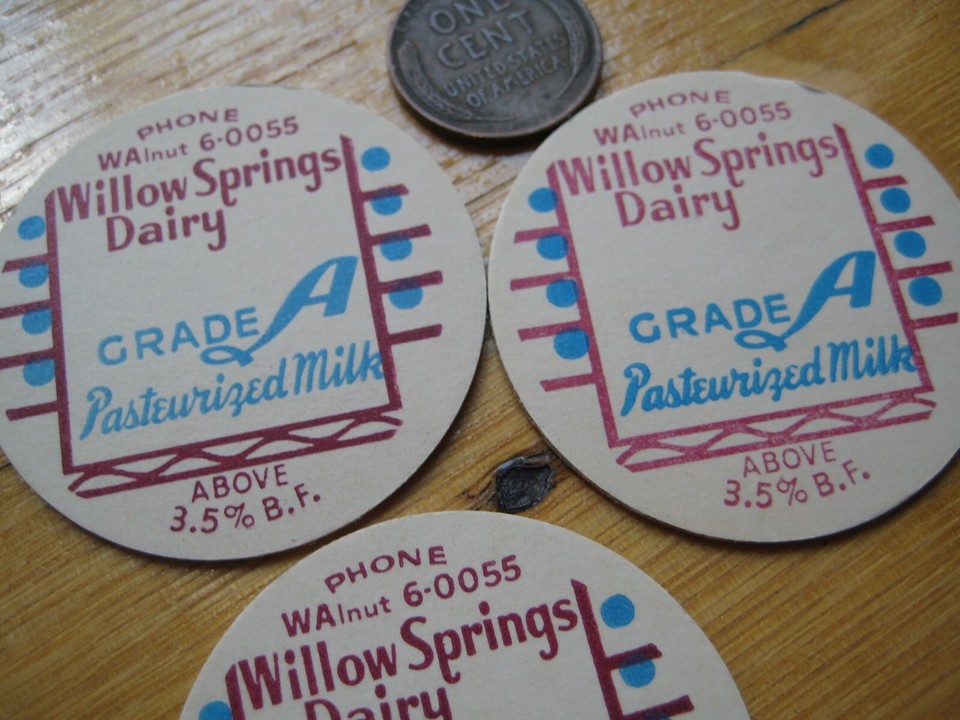 ONE
CENT
UNITED STATES
OF AMERICA
PHONE
WAlnut 6-0055
Willow Springs
Dairy
GRADE A
Pasteurized Milk
ABOVE
3.5% B.F.
PHONE
WAlnut 6-0055
Willow Springs
Dairy
GRADE A
Pasteurized Milk
ABOVE
3.5% B.F.
PHONE
WAlnut 6-0055
Willow Springs
Dairy